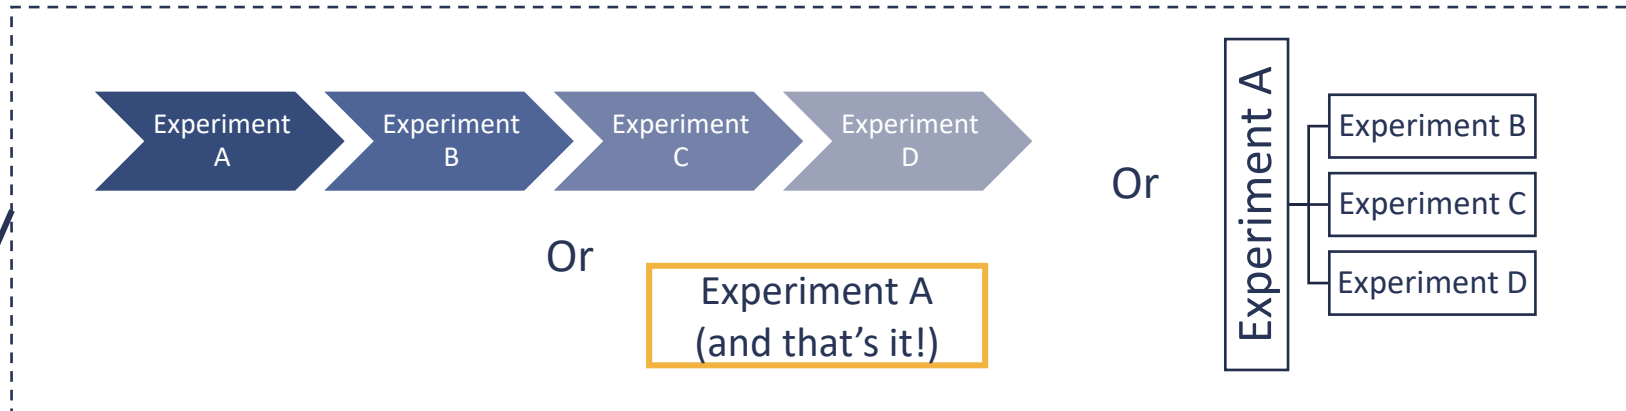 Experiment
A
Experiment
B
Experiment
C
Experiment
D
Or
Experiment A
(and that's it!)
Or
Experiment A
Experiment B
Experiment C
Experiment D